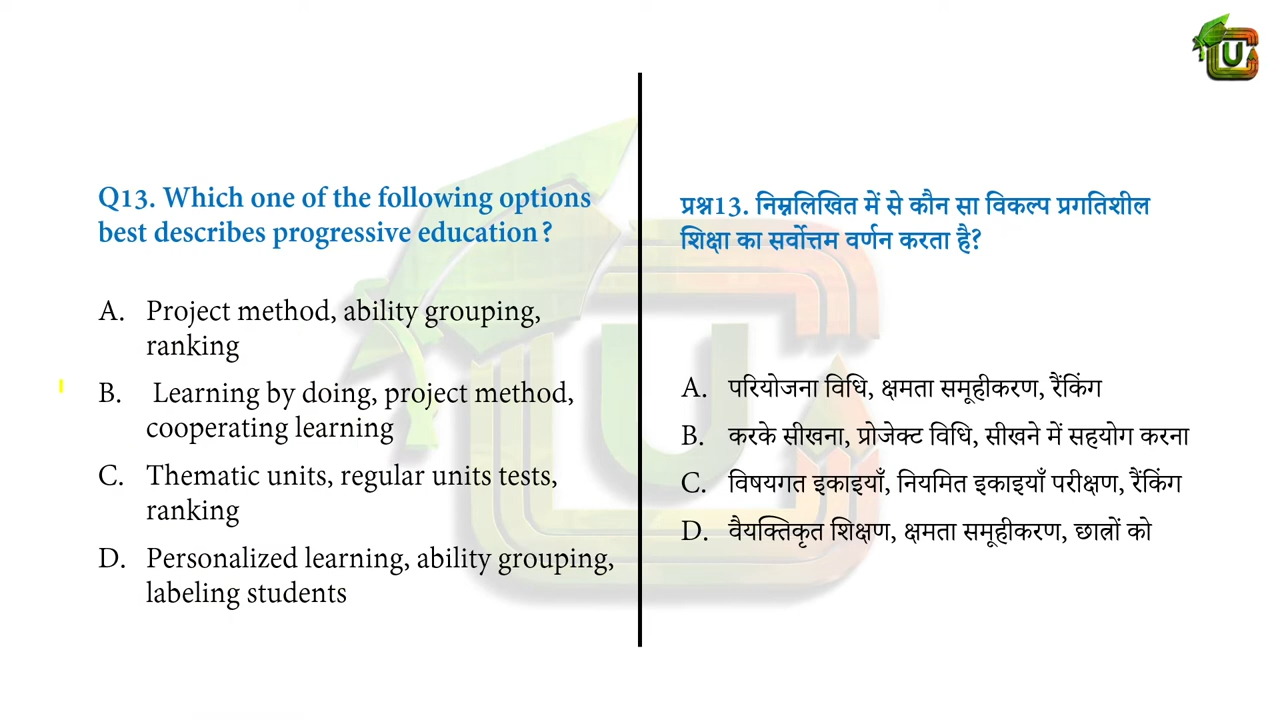 Q13. Which one of the following options
best describes progressive education?
A. Project method, ability grouping,
ranking
B. Learning by doing, project method,
cooperating learning
C. Thematic units, regular units tests,
ranking
D. Personalized learning, ability grouping,
labeling students
प्रश्न13. निम्नलिखित में से कौन सा विकल्प प्रगतिशील
शिक्षा का सर्वोत्तम वर्णन करता है?
A. परियोजना विधि, क्षमता समूहीकरण, रैंकिंग
B. करके सीखना, प्रोजेक्ट विधि, सीखने में सहयोग करना
C. विषयगत इकाइयाँ, नियमित इकाइयाँ परीक्षण, रैंकिंग
D. वैयक्तिकृत शिक्षण, क्षमता समूहीकरण, छात्रों को
U